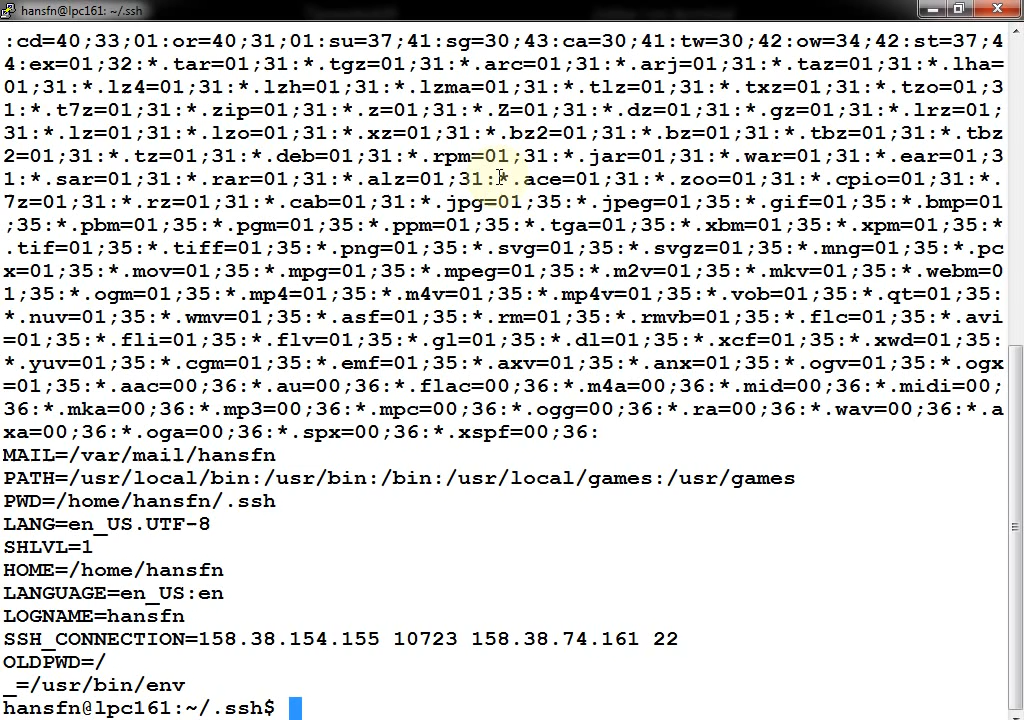 hansfn@lpc161: ~/.ssh
:cd=40;33;01:or=40;31;01:su=37;41:sg=30;43:ca=30;41:tw=30;42:ow=34;42:st=37;4
4:ex=01;32:*.tar=01;31:*.tgz=01;31:*.arc=01;31:*.arj=01;31:*.taz=01;31:*.lha=
01;31:*.lz4=01;31:*.lzh=01;31:*.lzma=01;31:*.tlz=01;31:*.txz=01;31:*.tzo=01;3
1:*.t7z=01;31:*.zip=01;31:*.z=01;31:*.Z=01;31:*.dz=01;31:*.gz=01;31:*.lrz=01;
31:*.lz=01;31:*.lzo=01;31:*.xz=01;31:*.bz2=01;31:*.bz=01;31:*.tbz=01;31:*.tbz
2=01;31:*.tz=01;31:*.deb=01;31:*.rpm=01;31:*.jar=01;31:*.war=01;31:*.ear=01;3
1:*.sar=01;31:*.rar=01;31:*.alz=01;31:*.ace=01;31:*.zoo=01;31:*.cpio=01;31:*.
7z=01;31:*.rz=01;31:*.cab=01;31:*.jpg=01;35:*.jpeg=01;35:*.gif=01;35:*.bmp=01
;35:*.pbm=01;35:*.pgm=01;35:*.ppm=01;35:*.tga=01;35:*.xbm=01;35:*.xpm=01;35:*
.tif=01;35:*.tiff=01;35:*.png=01;35:*.svg=01;35:*.svgz=01;35:*.mng=01;35:*.pc
x=01;35:*.mov=01;35:*.mpg=01;35:*.mpeg=01;35:*.m2v=01;35:*.mkv=01;35:*.webm=0
1;35:*.ogm=01;35:*.mp4=01;35:*.m4v=01;35:*.mp4v=01;35:*.vob=01;35:*.qt=01;35:
*.nuv=01;35:*.wmv=01;35:*.asf=01;35:*.rm=01;35:*.rmvb=01;35:*.flc=01;35:*.avi
=01;35:*.fli=01;35:*.flv=01;35:*.gl=01;35:*.dl=01;35:*.xcf=01;35:*.xwd=01;35:
*.yuv=01;35:*.cgm=01;35:*.emf=01;35:*.axv=01;35:*.anx=01;35:*.ogv=01;35:*.ogx
=01;35:*.aac=00;36:*.au=00;36:*.flac=00;36:*.m4a=00;36:*.mid=00;36:*.midi=00;
36:*.mka=00;36:*.mp3=00;36:*.mpc=00;36:*.ogg=00;36:*.ra=00;36:*.wav=00;36:*.a
xa=00;36:*.oga=00;36:*.spx=00;36:*.xspf=00;36:
MAIL=/var/mail/hansfn
PATH=/usr/local/bin:/usr/bin:/bin:/usr/local/games:/usr/games
PWD=/home/hansfn/.ssh
LANG=en_US.UTF-8
SHLVL=1
HOME=/home/hansfn
LANGUAGE=en_US:en
LOGNAME=hansfn
SSH_CONNECTION=158.38.154.155 10723 158.38.74.161 22
OLDPWD=/
_=/usr/bin/env
hansfn@lpc161:~/.ssh$